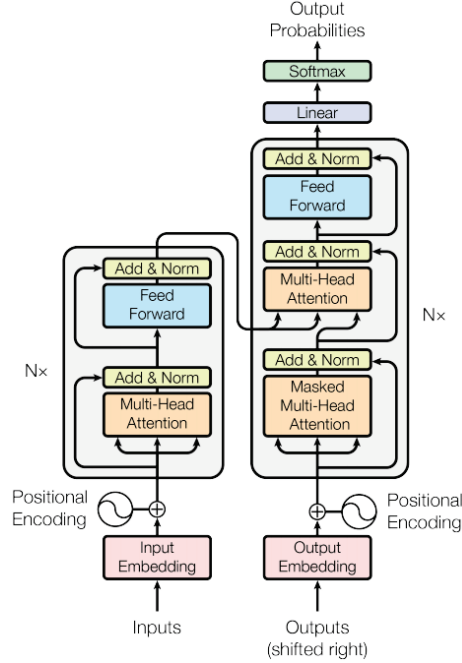 Output
Probabilities
Softmax
Linear
Add & Norm
Feed
Forward
Add & Norm
Multi-Head
Attention
Add & Norm
Masked
Multi-Head
Attention
N×
Positional
Encoding
Output
Embedding
Outputs
(shifted right)
Add & Norm
Feed
Forward
Add & Norm
Multi-Head
Attention
N×
Positional
Encoding
Input
Embedding
Inputs